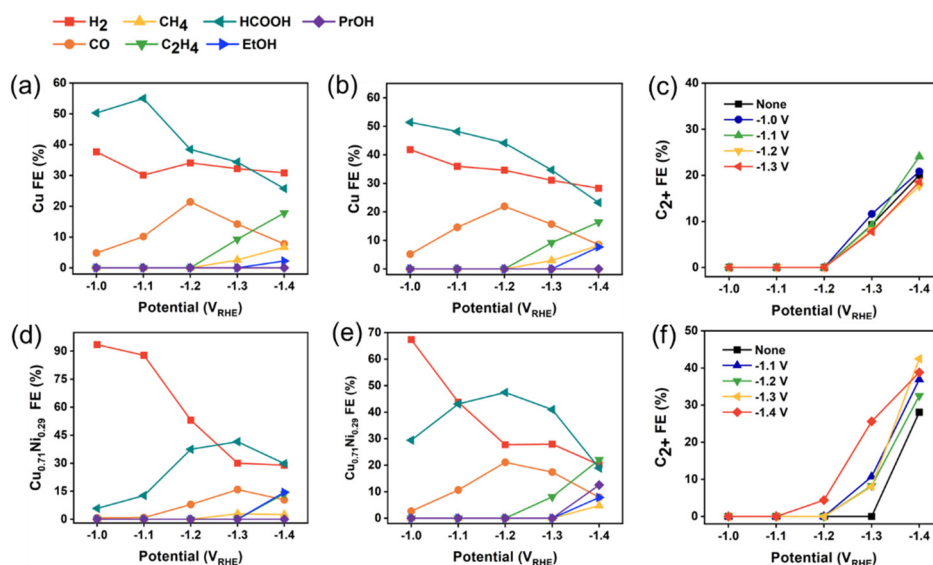 H2 CH4 HCOOH PrOH
CO C2H4 EtOH
(a)
60
50
40
30
20
10
0
Cu FE (%)
-1.0 -1.1 -1.2 -1.3 -1.4
Potential (VRHE)
(b)
60
50
40
30
20
10
0
Cu FE (%)
-1.0 -1.1 -1.2 -1.3 -1.4
Potential (VRHE)
(c)
40
30
20
10
0
C2+ FE (%)
None
-1.0 V
-1.1 V
-1.2 V
-1.3 V
-1.0 -1.1 -1.2 -1.3 -1.4
Potential (VRHE)
(d)
90
75
60
45
30
15
0
Cu0.71Ni0.29 FE (%)
-1.0 -1.1 -1.2 -1.3 -1.4
Potential (VRHE)
(e)
70
60
50
40
30
20
10
0
Cu0.71Ni0.29 FE (%)
-1.0 -1.1 -1.2 -1.3 -1.4
Potential (VRHE)
(f)
50
40
30
20
10
0
C2+ FE (%)
None
-1.1 V
-1.2 V
-1.3 V
-1.4 V
-1.0 -1.1 -1.2 -1.3 -1.4
Potential (VRHE)